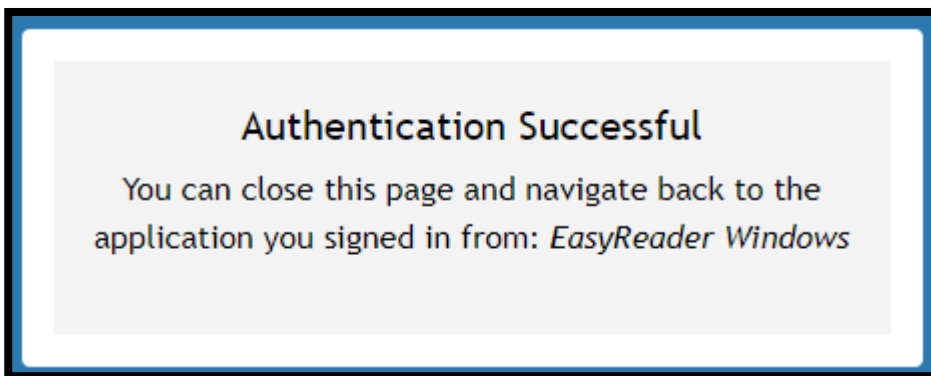 Authentication Successful
You can close this page and navigate back to the
application you signed in from: EasyReader Windows